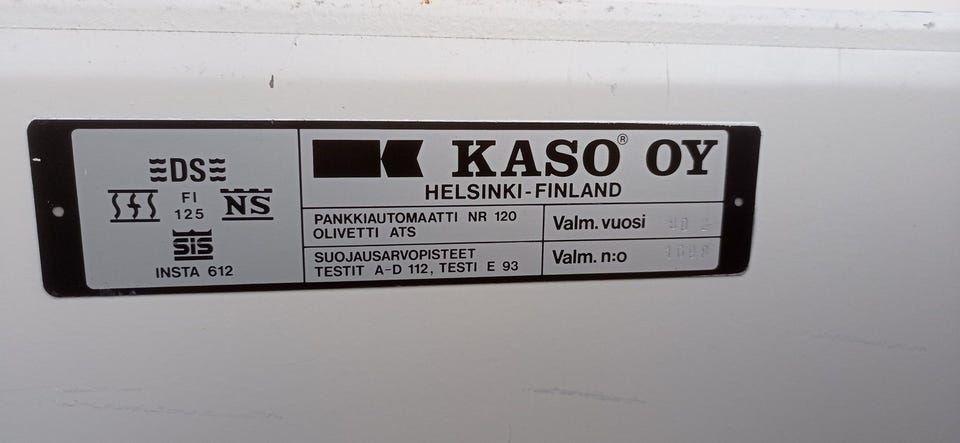 DS
SFS
FI
125
NS
SIS
INSTA 612
KASO® OY
HELSINKI-FINLAND
PANKKIAUTOMAATTI NR 120
OLIVETTI ATS
Valm. vuosi
SUOJAUSARVOPISTEET
TESTIT A-D 112, TESTI E 93
Valm. n:o